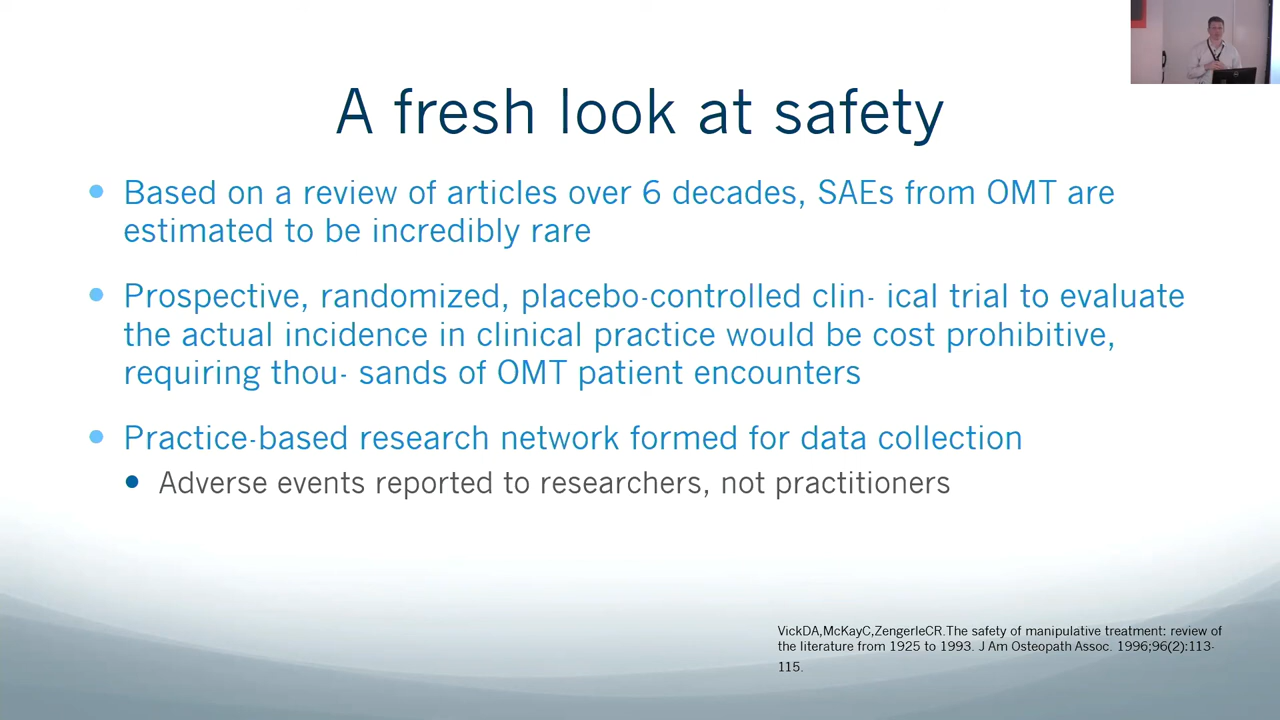 A fresh look at safety
Based on a review of articles over 6 decades, SAEs from OMT are
estimated to be incredibly rare
Prospective, randomized, placebo-controlled clin- ical trial to evaluate
the actual incidence in clinical practice would be cost prohibitive,
requiring thou- sands of OMT patient encounters
Practice-based research network formed for data collection
Adverse events reported to researchers, not practitioners
VickDA,McKayC,ZengerleCR.The safety of manipulative treatment: review of
the literature from 1925 to 1993. J Am Osteopath Assoc. 1996;96(2):113-
115.